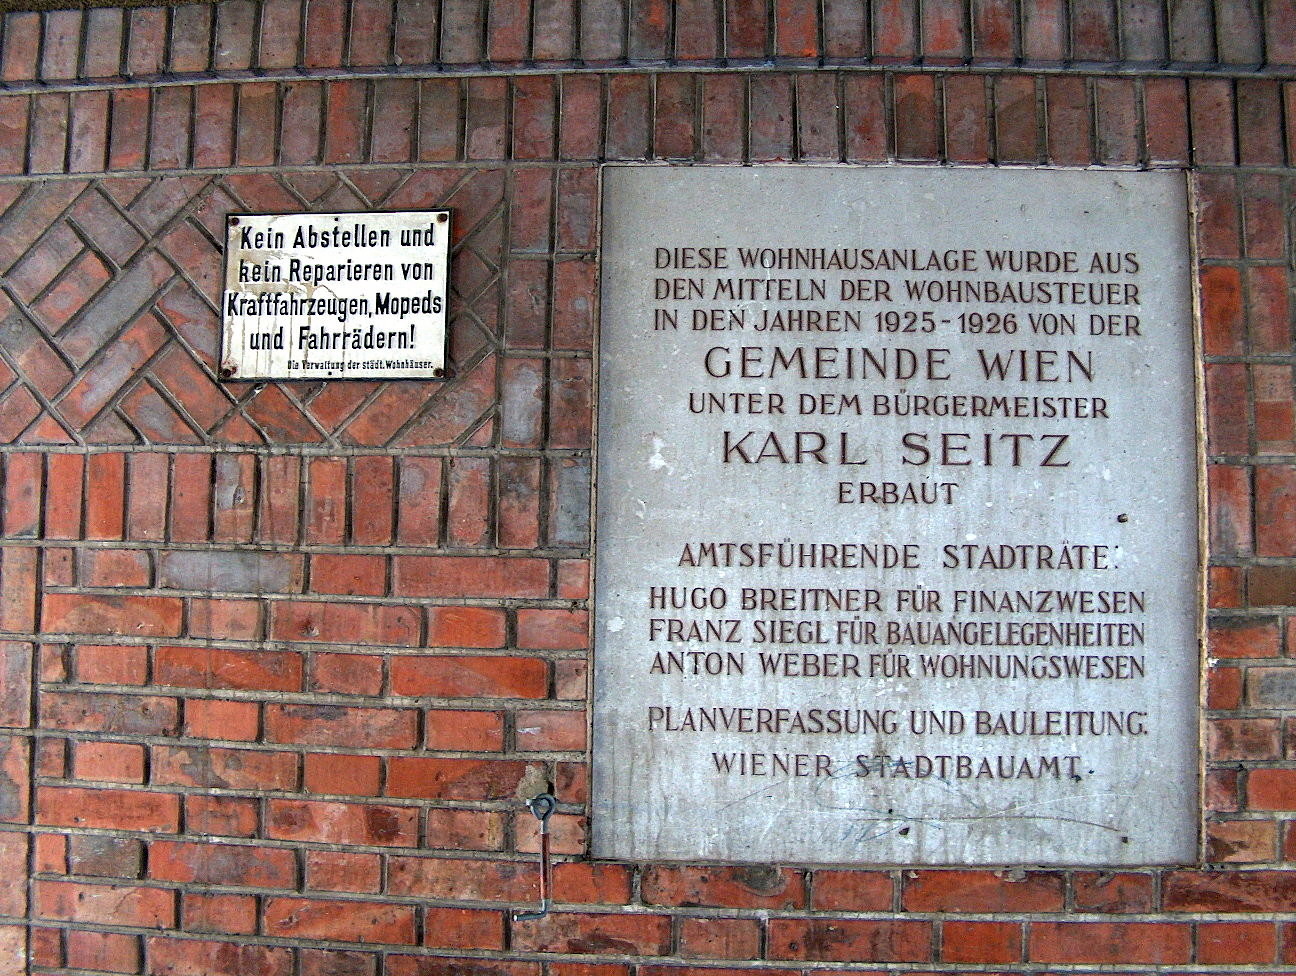 Kein Abstellen und
kein Reparieren von
Kraftfahrzeugen, Mopeds
und Fahrrädern!
Die Verwaltung der städt. Wohnhäuser.
DIESE WOHNHAUSANLAGE WURDE AUS
DEN MITTELN DER WOHNBAUSTEUER
IN DEN JAHREN 1925-1926 VON DER
GEMEINDE WIEN
UNTER DEM BÜRGERMEISTER
KARL SEITZ
ERBAUT
AMTSFÜHRENDE STADTRÄTE:
HUGO BREITNER FÜR FINANZWESEN
FRANZ SIEGL FÜR BAUANGELEGENHEITEN
ANTON WEBER FÜR WOHNUNGSWESEN
PLANVERFASSUNG UND BAULEITUNG:
WIENER STADTBAUAMT.